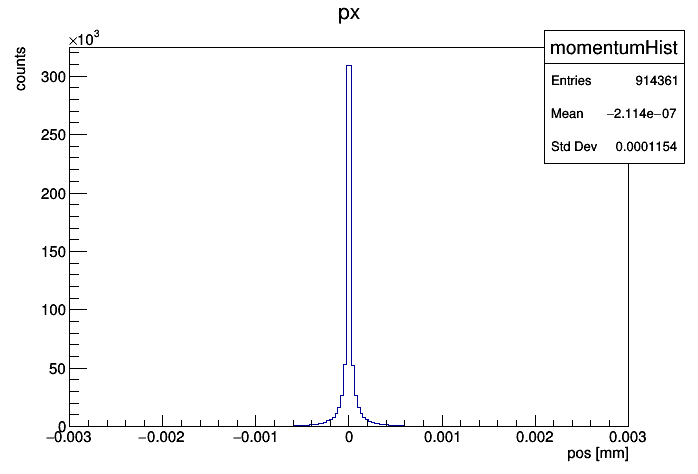 px
×10³
counts
momentumHist
Entries 914361
Mean −2.114e−07
Std Dev 0.0001154
300
250
200
150
100
50
0
−0.003 −0.002 −0.001 0 0.001 0.002 0.003
pos [mm]